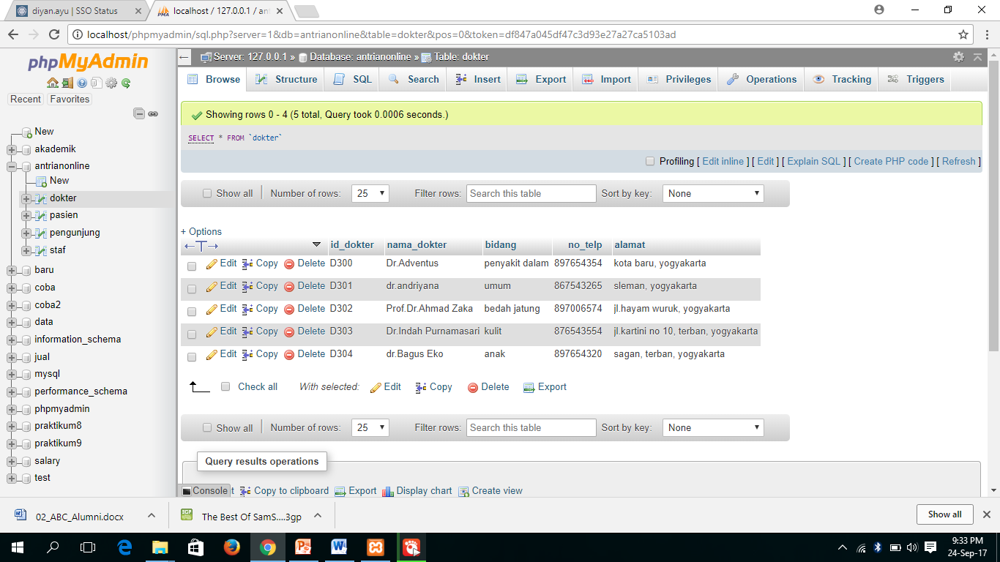 diyan.ayu | SSO Status
localhost / 127.0.0.1 / an
localhost/phpmyadmin/sql.php?server=1&db=antrianonline&table=dokter&pos=0&token=df847a045df47c3d93e27a27ca5103ad
phpMyAdmin
Recent Favorites
New
akademik
antrianonline
New
dokter
pasien
pengunjung
staf
baru
coba
coba2
data
information_schema
jual
mysql
performance_schema
phpmyadmin
praktikum8
praktikum9
salary
test
Server: 127.0.0.1 » Database: antrianonline » Table: dokter
Browse Structure SQL Search Insert Export Import Privileges Operations Tracking Triggers
Showing rows 0 - 4 (5 total, Query took 0.0006 seconds.)
SELECT * FROM `dokter`
Profiling [ Edit inline ] [ Edit ] [ Explain SQL ] [ Create PHP code ] [ Refresh ]
Show all Number of rows: 25 Filter rows: Search this table Sort by key: None
+ Options
id_dokter nama_dokter bidang no_telp alamat
Edit Copy Delete D300 Dr.Adventus penyakit dalam 897654354 kota baru, yogyakarta
Edit Copy Delete D301 dr.andriyana umum 867543265 sleman, yogyakarta
Edit Copy Delete D302 Prof.Dr.Ahmad Zaka bedah jatung 897006574 jl.hayam wuruk, yogyakarta
Edit Copy Delete D303 Dr.Indah Purnamasari kulit 876543554 jl.kartini no 10, terban, yogyakarta
Edit Copy Delete D304 dr.Bagus Eko anak 897654320 sagan, terban, yogyakarta
Check all With selected: Edit Copy Delete Export
Show all Number of rows: 25 Filter rows: Search this table Sort by key: None
Query results operations
Console t Copy to clipboard Export Display chart Create view
02_ABC_Alumni.docx
The Best Of SamS....3gp
Show all
9:33 PM
24-Sep-17